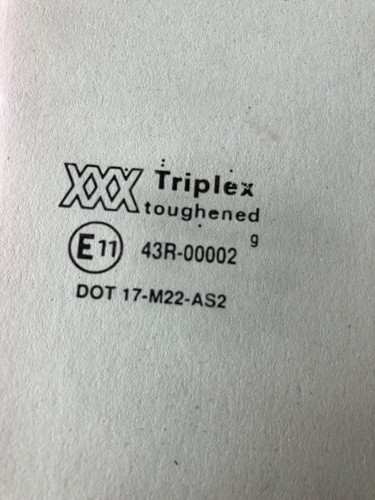 XXX Triplex
toughened
g
E11 43R-00002
DOT 17-M22-AS2